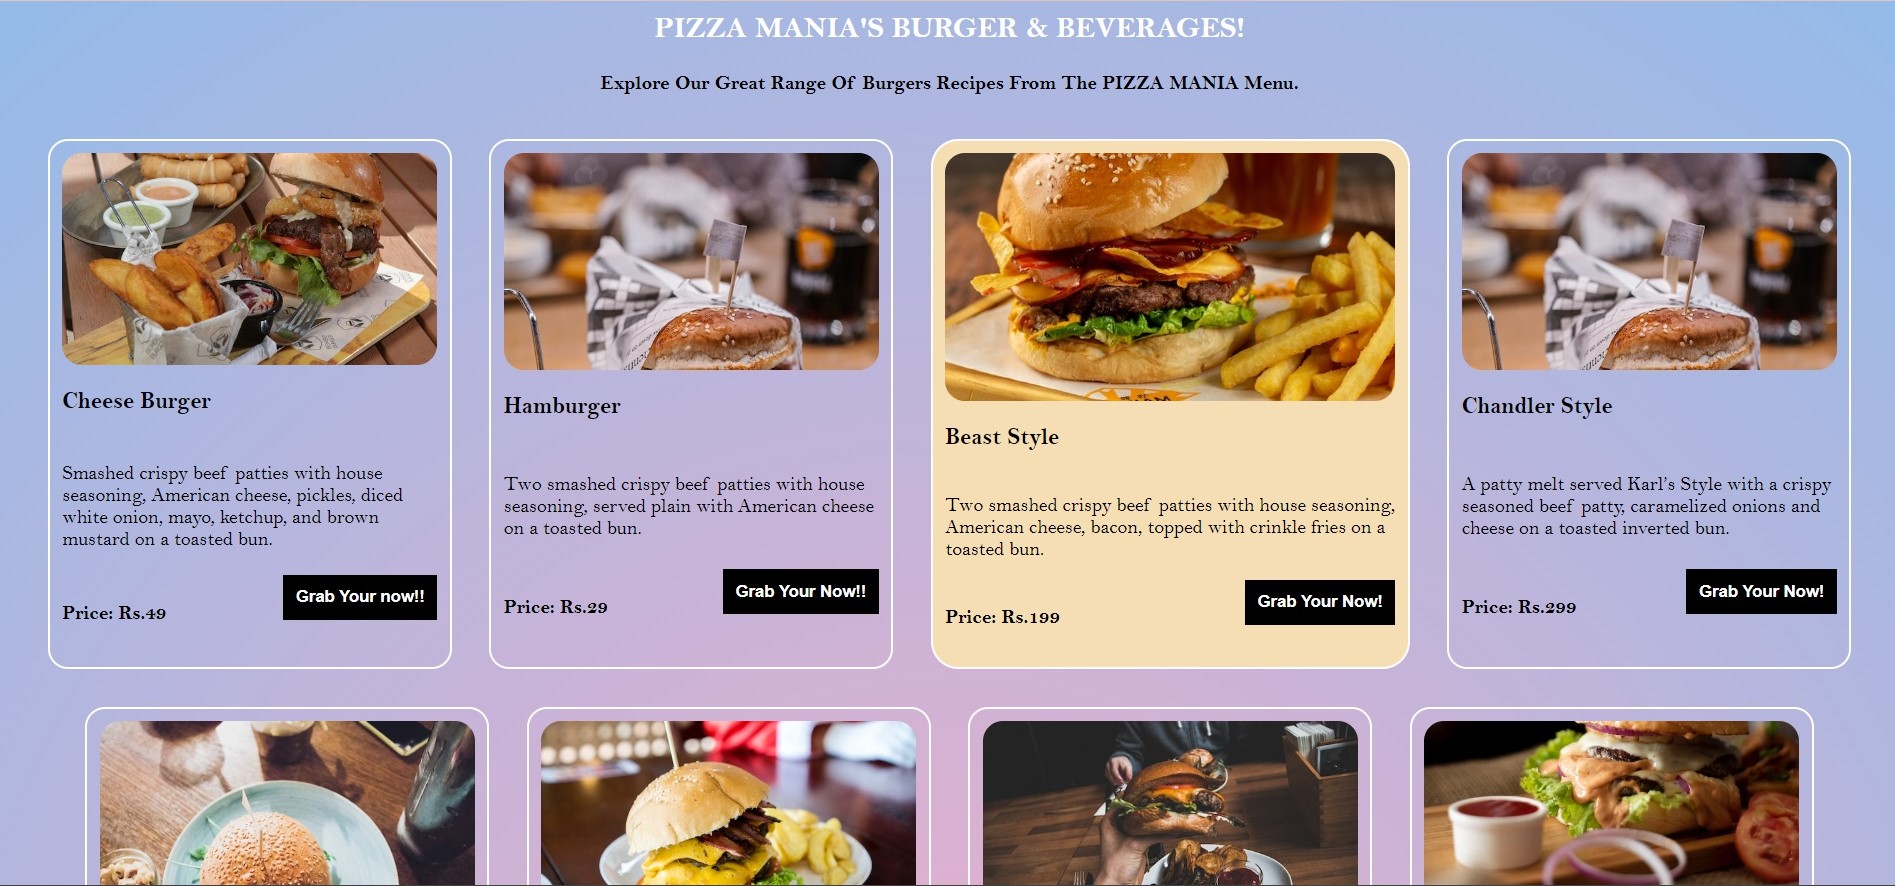 PIZZA MANIA'S BURGER & BEVERAGES!
Explore Our Great Range Of Burgers Recipes From The PIZZA MANIA Menu.
Cheese Burger
Smashed crispy beef patties with house
seasoning, American cheese, pickles, diced
white onion, mayo, ketchup, and brown
mustard on a toasted bun.
Price: Rs.49
Grab Your now!!
Hamburger
Two smashed crispy beef patties with house
seasoning, served plain with American cheese
on a toasted bun.
Price: Rs.29
Grab Your Now!!
Beast Style
Two smashed crispy beef patties with house seasoning,
American cheese, bacon, topped with crinkle fries on a
toasted bun.
Price: Rs.199
Grab Your Now!
Chandler Style
A patty melt served Karl’s Style with a crispy
seasoned beef patty, caramelized onions and
cheese on a toasted inverted bun.
Price: Rs.299
Grab Your Now!